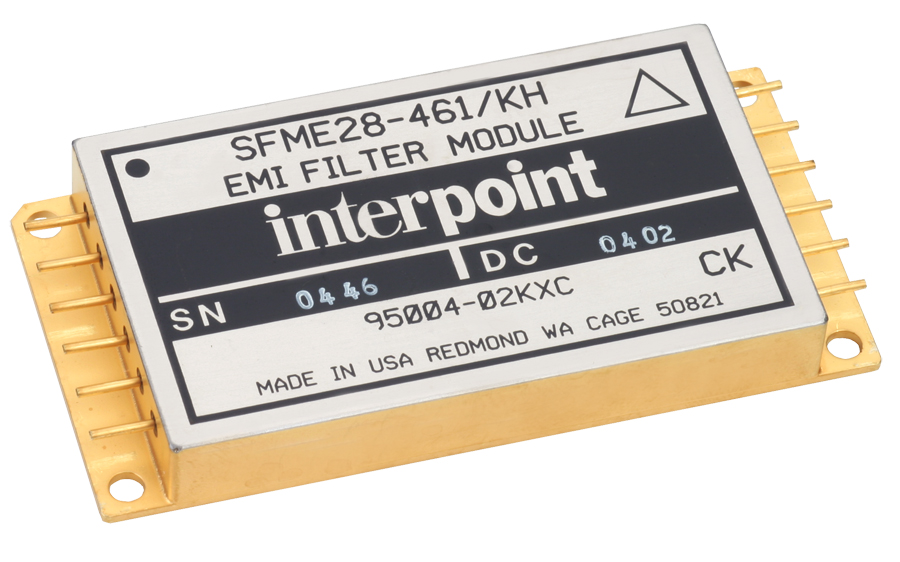 SFME28-461/KH
EMI FILTER MODULE
interpoint
SN 0446 DC 0402
95004-02KXC CK
MADE IN USA REDMOND WA CAGE 50821